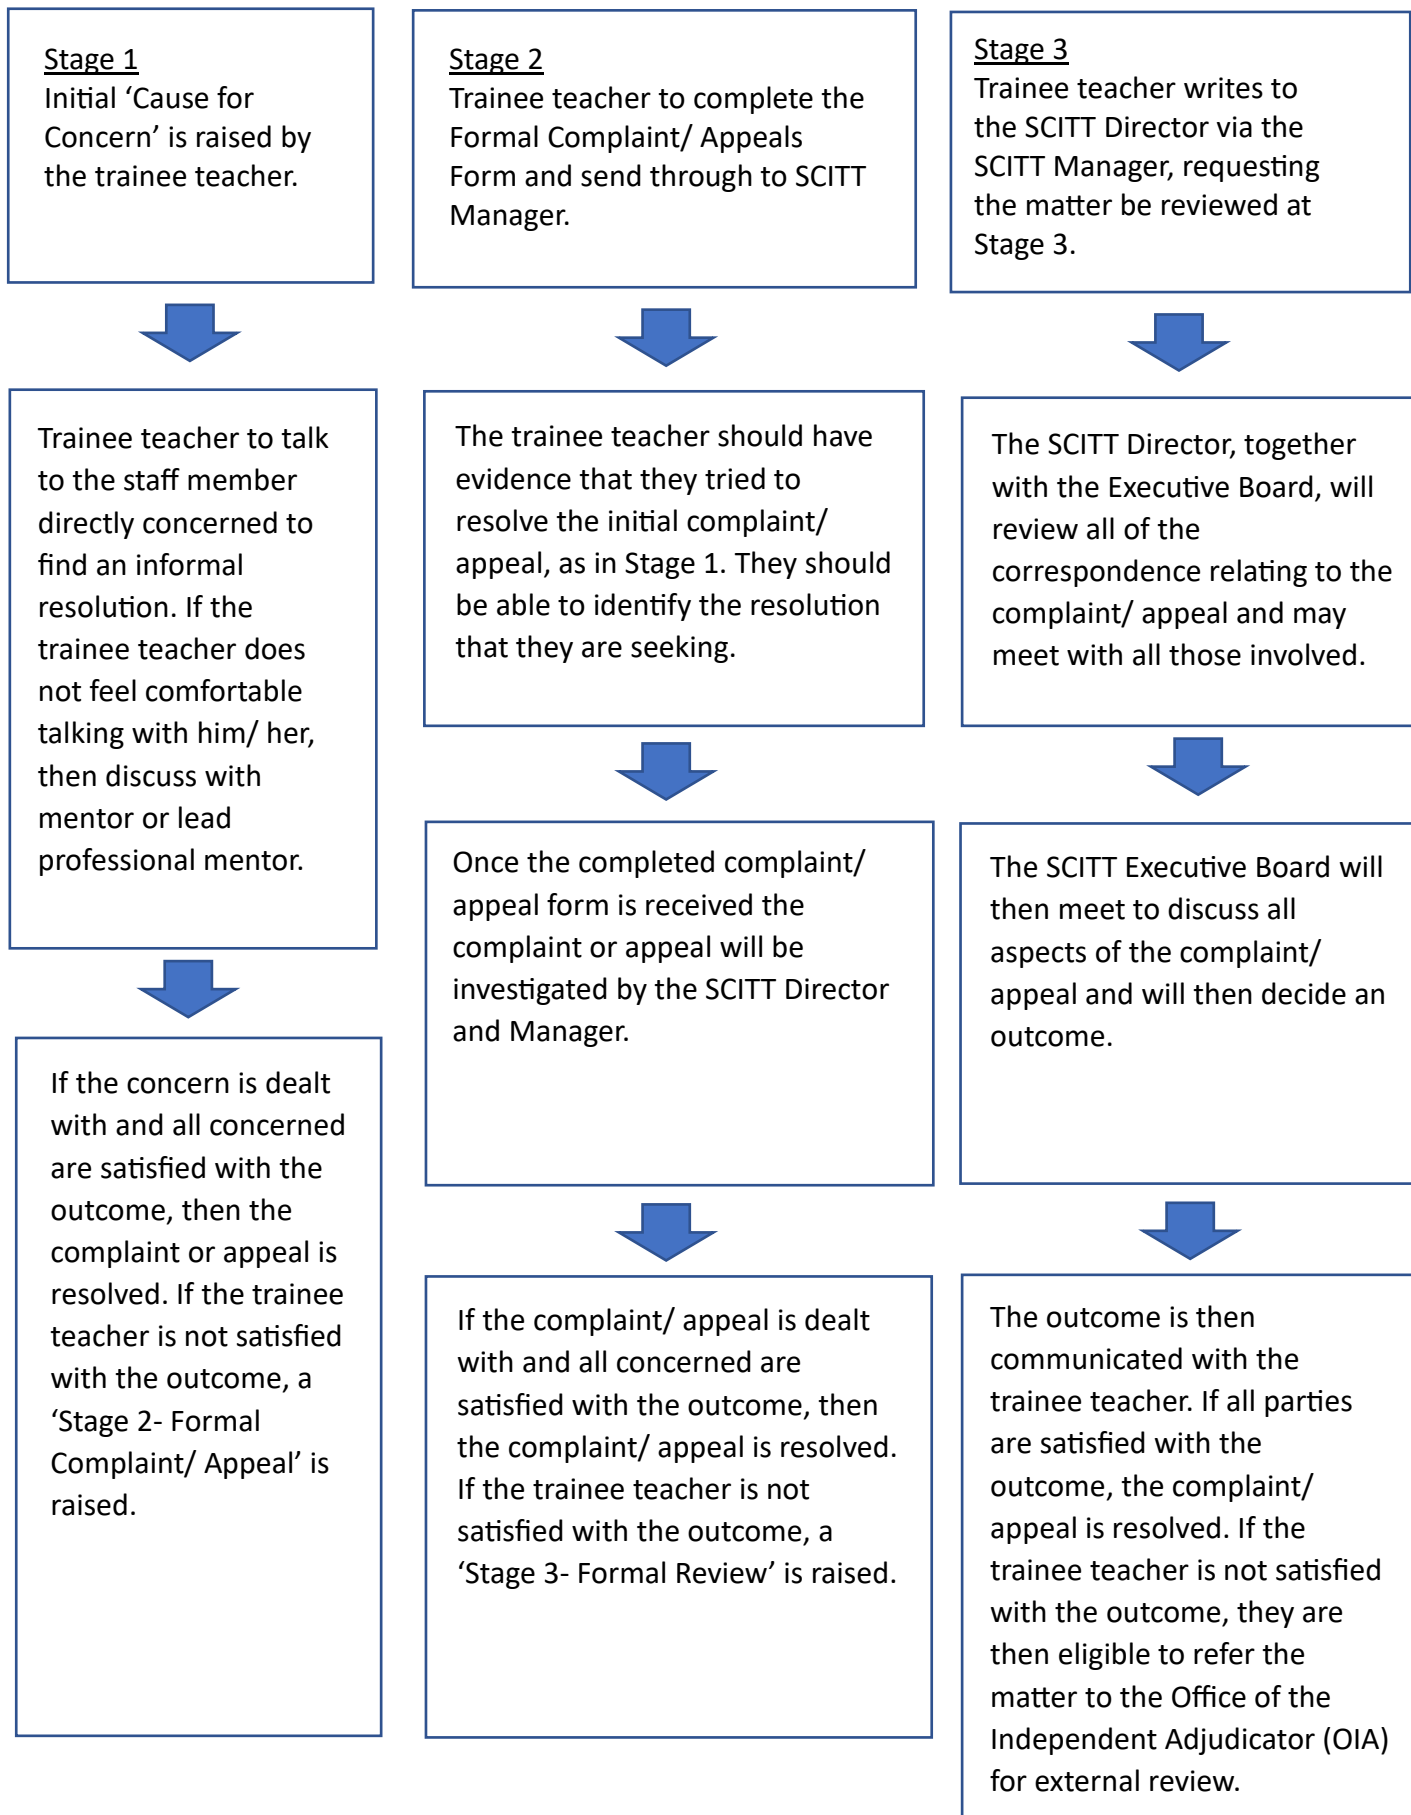 Stage 1
Initial ‘Cause for
Concern’ is raised by
the trainee teacher.
Trainee teacher to talk
to the staff member
directly concerned to
find an informal
resolution. If the
trainee teacher does
not feel comfortable
talking with him/ her,
then discuss with
mentor or lead
professional mentor.
If the concern is dealt
with and all concerned
are satisfied with the
outcome, then the
complaint or appeal is
resolved. If the trainee
teacher is not satisfied
with the outcome, a
‘Stage 2- Formal
Complaint/ Appeal’ is
raised.
Stage 2
Trainee teacher to complete the
Formal Complaint/ Appeals
Form and send through to SCITT
Manager.
The trainee teacher should have
evidence that they tried to
resolve the initial complaint/
appeal, as in Stage 1. They should
be able to identify the resolution
that they are seeking.
Once the completed complaint/
appeal form is received the
complaint or appeal will be
investigated by the SCITT Director
and Manager.
If the complaint/ appeal is dealt
with and all concerned are
satisfied with the outcome, then
the complaint/ appeal is resolved.
If the trainee teacher is not
satisfied with the outcome, a
‘Stage 3- Formal Review’ is raised.
Stage 3
Trainee teacher writes to
the SCITT Director via the
SCITT Manager, requesting
the matter be reviewed at
Stage 3.
The SCITT Director, together
with the Executive Board, will
review all of the
correspondence relating to the
complaint/ appeal and may
meet with all those involved.
The SCITT Executive Board will
then meet to discuss all
aspects of the complaint/
appeal and will then decide an
outcome.
The outcome is then
communicated with the
trainee teacher. If all parties
are satisfied with the
outcome, the complaint/
appeal is resolved. If the
trainee teacher is not satisfied
with the outcome, they are
then eligible to refer the
matter to the Office of the
Independent Adjudicator (OIA)
for external review.